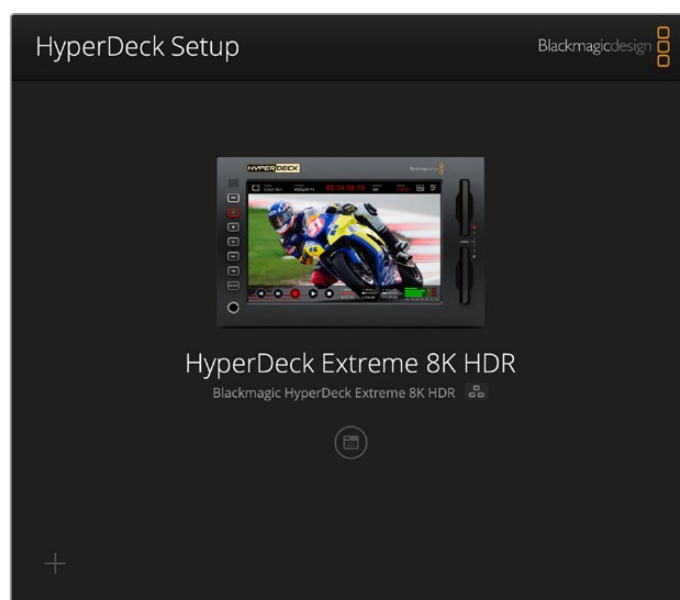 HyperDeck Setup
Blackmagicdesign
HYPERDECK
HyperDeck Extreme 8K HDR
Blackmagic HyperDeck Extreme 8K HDR